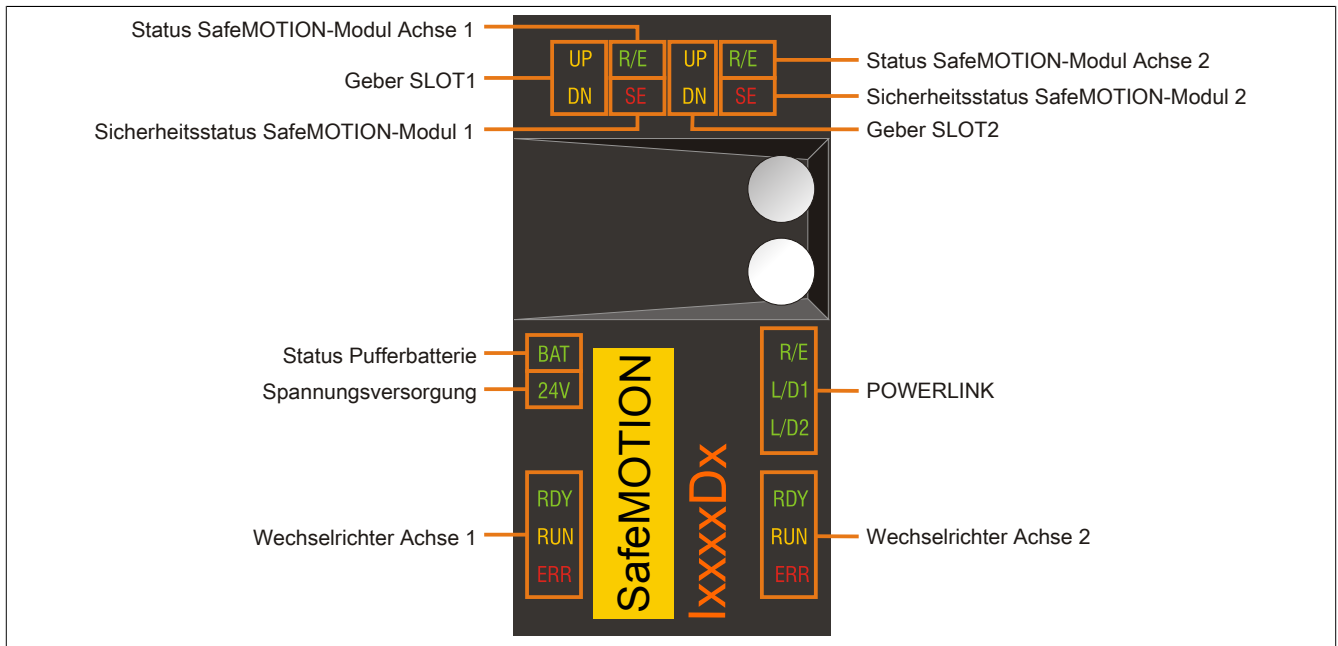 Status SafeMOTION-Modul Achse 1
Geber SLOT1
Sicherheitsstatus SafeMOTION-Modul 1
UP R/E UP R/E
DN SE DN SE
Status SafeMOTION-Modul Achse 2
Sicherheitsstatus SafeMOTION-Modul 2
Geber SLOT2
Status Pufferbatterie
Spannungsversorgung
BAT
24V
R/E
L/D1
L/D2
POWERLINK
SafeMOTION
IxxxxDx
Wechselrichter Achse 1
RDY
RUN
ERR
RDY
RUN
ERR
Wechselrichter Achse 2